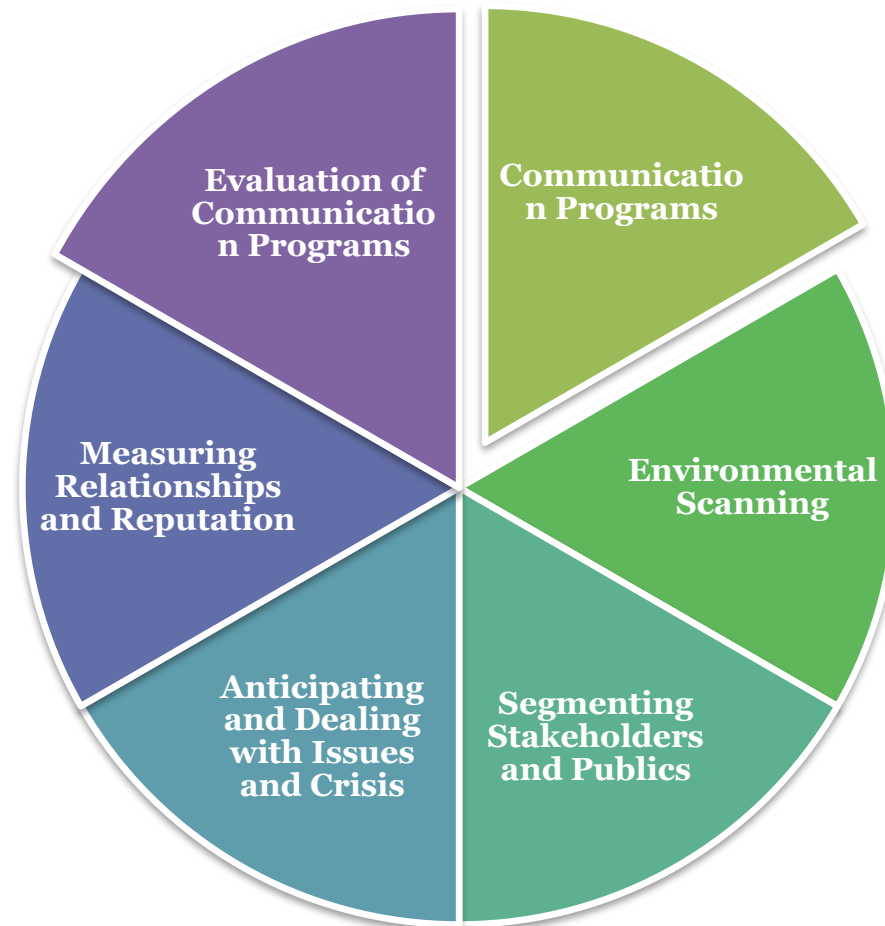 Evaluation of
Communicatio
n Programs
Communicatio
n Programs
Measuring
Relationships
and Reputation
Environmental
Scanning
Anticipating
and Dealing
with Issues
and Crisis
Segmenting
Stakeholders
and Publics